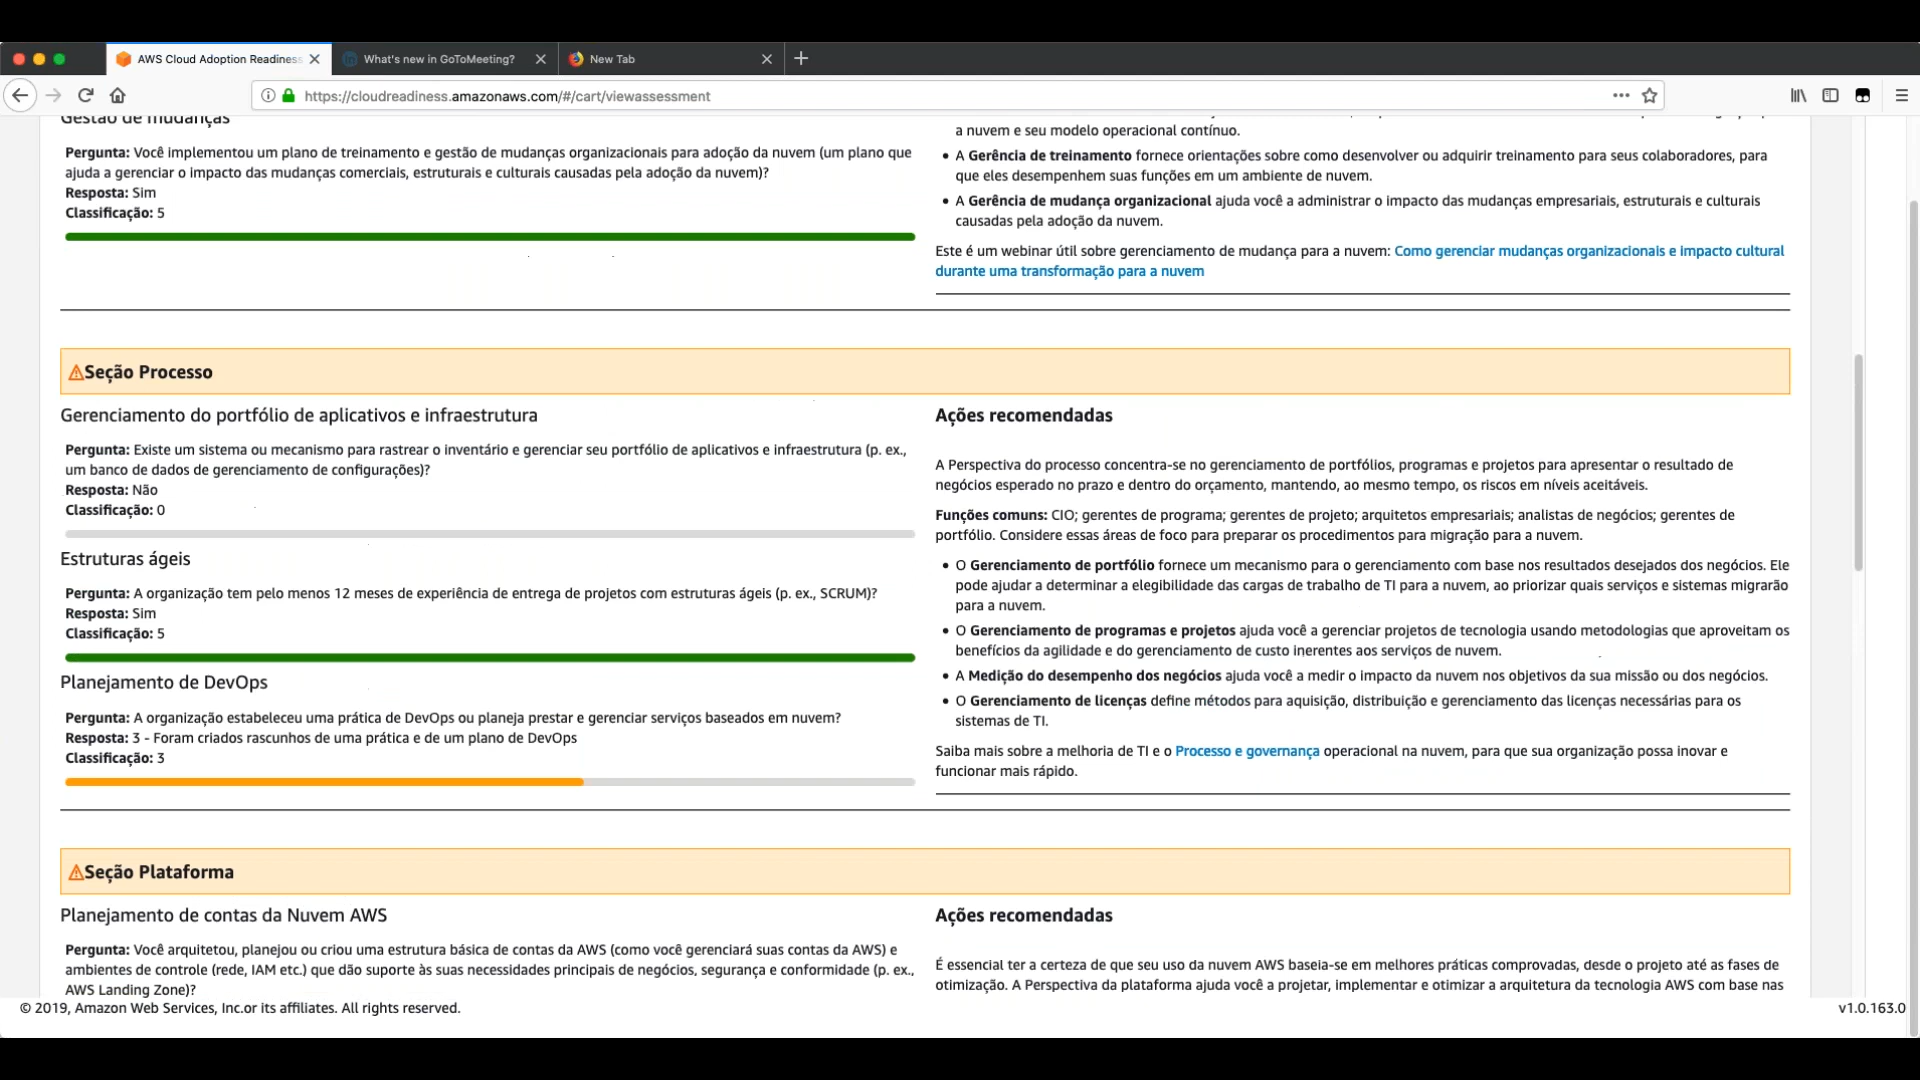 AWS Cloud Adoption Readiness
What's new in GoToMeeting?
New Tab
https://cloudreadiness.amazonaws.com/#/cart/viewassessment
Gestão de mudanças
Pergunta: Você implementou um plano de treinamento e gestão de mudanças organizacionais para adoção da nuvem (um plano que
ajuda a gerenciar o impacto das mudanças comerciais, estruturais e culturais causadas pela adoção da nuvem)?
Resposta: Sim
Classificação: 5
a nuvem e seu modelo operacional contínuo.
• A Gerência de treinamento fornece orientações sobre como desenvolver ou adquirir treinamento para seus colaboradores, para
que eles desempenhem suas funções em um ambiente de nuvem.
• A Gerência de mudança organizacional ajuda você a administrar o impacto das mudanças empresariais, estruturais e culturais
causadas pela adoção da nuvem.
Este é um webinar útil sobre gerenciamento de mudança para a nuvem: Como gerenciar mudanças organizacionais e impacto cultural
durante uma transformação para a nuvem
Seção Processo
Gerenciamento do portfólio de aplicativos e infraestrutura
Pergunta: Existe um sistema ou mecanismo para rastrear o inventário e gerenciar seu portfólio de aplicativos e infraestrutura (p. ex.,
um banco de dados de gerenciamento de configurações)?
Resposta: Não
Classificação: 0
Estruturas ágeis
Pergunta: A organização tem pelo menos 12 meses de experiência de entrega de projetos com estruturas ágeis (p. ex., SCRUM)?
Resposta: Sim
Classificação: 5
Planejamento de DevOps
Pergunta: A organização estabeleceu uma prática de DevOps ou planeja prestar e gerenciar serviços baseados em nuvem?
Resposta: 3 - Foram criados rascunhos de uma prática e de um plano de DevOps
Classificação: 3
Ações recomendadas
A Perspectiva do processo concentra-se no gerenciamento de portfólios, programas e projetos para apresentar o resultado de
negócios esperado no prazo e dentro do orçamento, mantendo, ao mesmo tempo, os riscos em níveis aceitáveis.
Funções comuns: CIO; gerentes de programa; gerentes de projeto; arquitetos empresariais; analistas de negócios; gerentes de
portfólio. Considere essas áreas de foco para preparar os procedimentos para migração para a nuvem.
• O Gerenciamento de portfólio fornece um mecanismo para o gerenciamento com base nos resultados desejados dos negócios. Ele
pode ajudar a determinar a elegibilidade das cargas de trabalho de TI para a nuvem, ao priorizar quais serviços e sistemas migrarão
para a nuvem.
• O Gerenciamento de programas e projetos ajuda você a gerenciar projetos de tecnologia usando metodologias que aproveitam os
benefícios da agilidade e do gerenciamento de custo inerentes aos serviços de nuvem.
• A Medição do desempenho dos negócios ajuda você a medir o impacto da nuvem nos objetivos da sua missão ou dos negócios.
• O Gerenciamento de licenças define métodos para aquisição, distribuição e gerenciamento das licenças necessárias para os
sistemas de TI.
Saiba mais sobre a melhoria de TI e o Processo e governança operacional na nuvem, para que sua organização possa inovar e
funcionar mais rápido.
Seção Plataforma
Planejamento de contas da Nuvem AWS
Pergunta: Você arquitetou, planejou ou criou uma estrutura básica de contas da AWS (como você gerenciará suas contas da AWS) e
ambientes de controle (rede, IAM etc.) que dão suporte às suas necessidades principais de negócios, segurança e conformidade (p. ex.,
AWS Landing Zone)?
Ações recomendadas
É essencial ter a certeza de que seu uso da nuvem AWS baseia-se em melhores práticas comprovadas, desde o projeto até as fases de
otimização. A Perspectiva da plataforma ajuda você a projetar, implementar e otimizar a arquitetura da tecnologia AWS com base nas
© 2019, Amazon Web Services, Inc.or its affiliates. All rights reserved.
v1.0.163.0